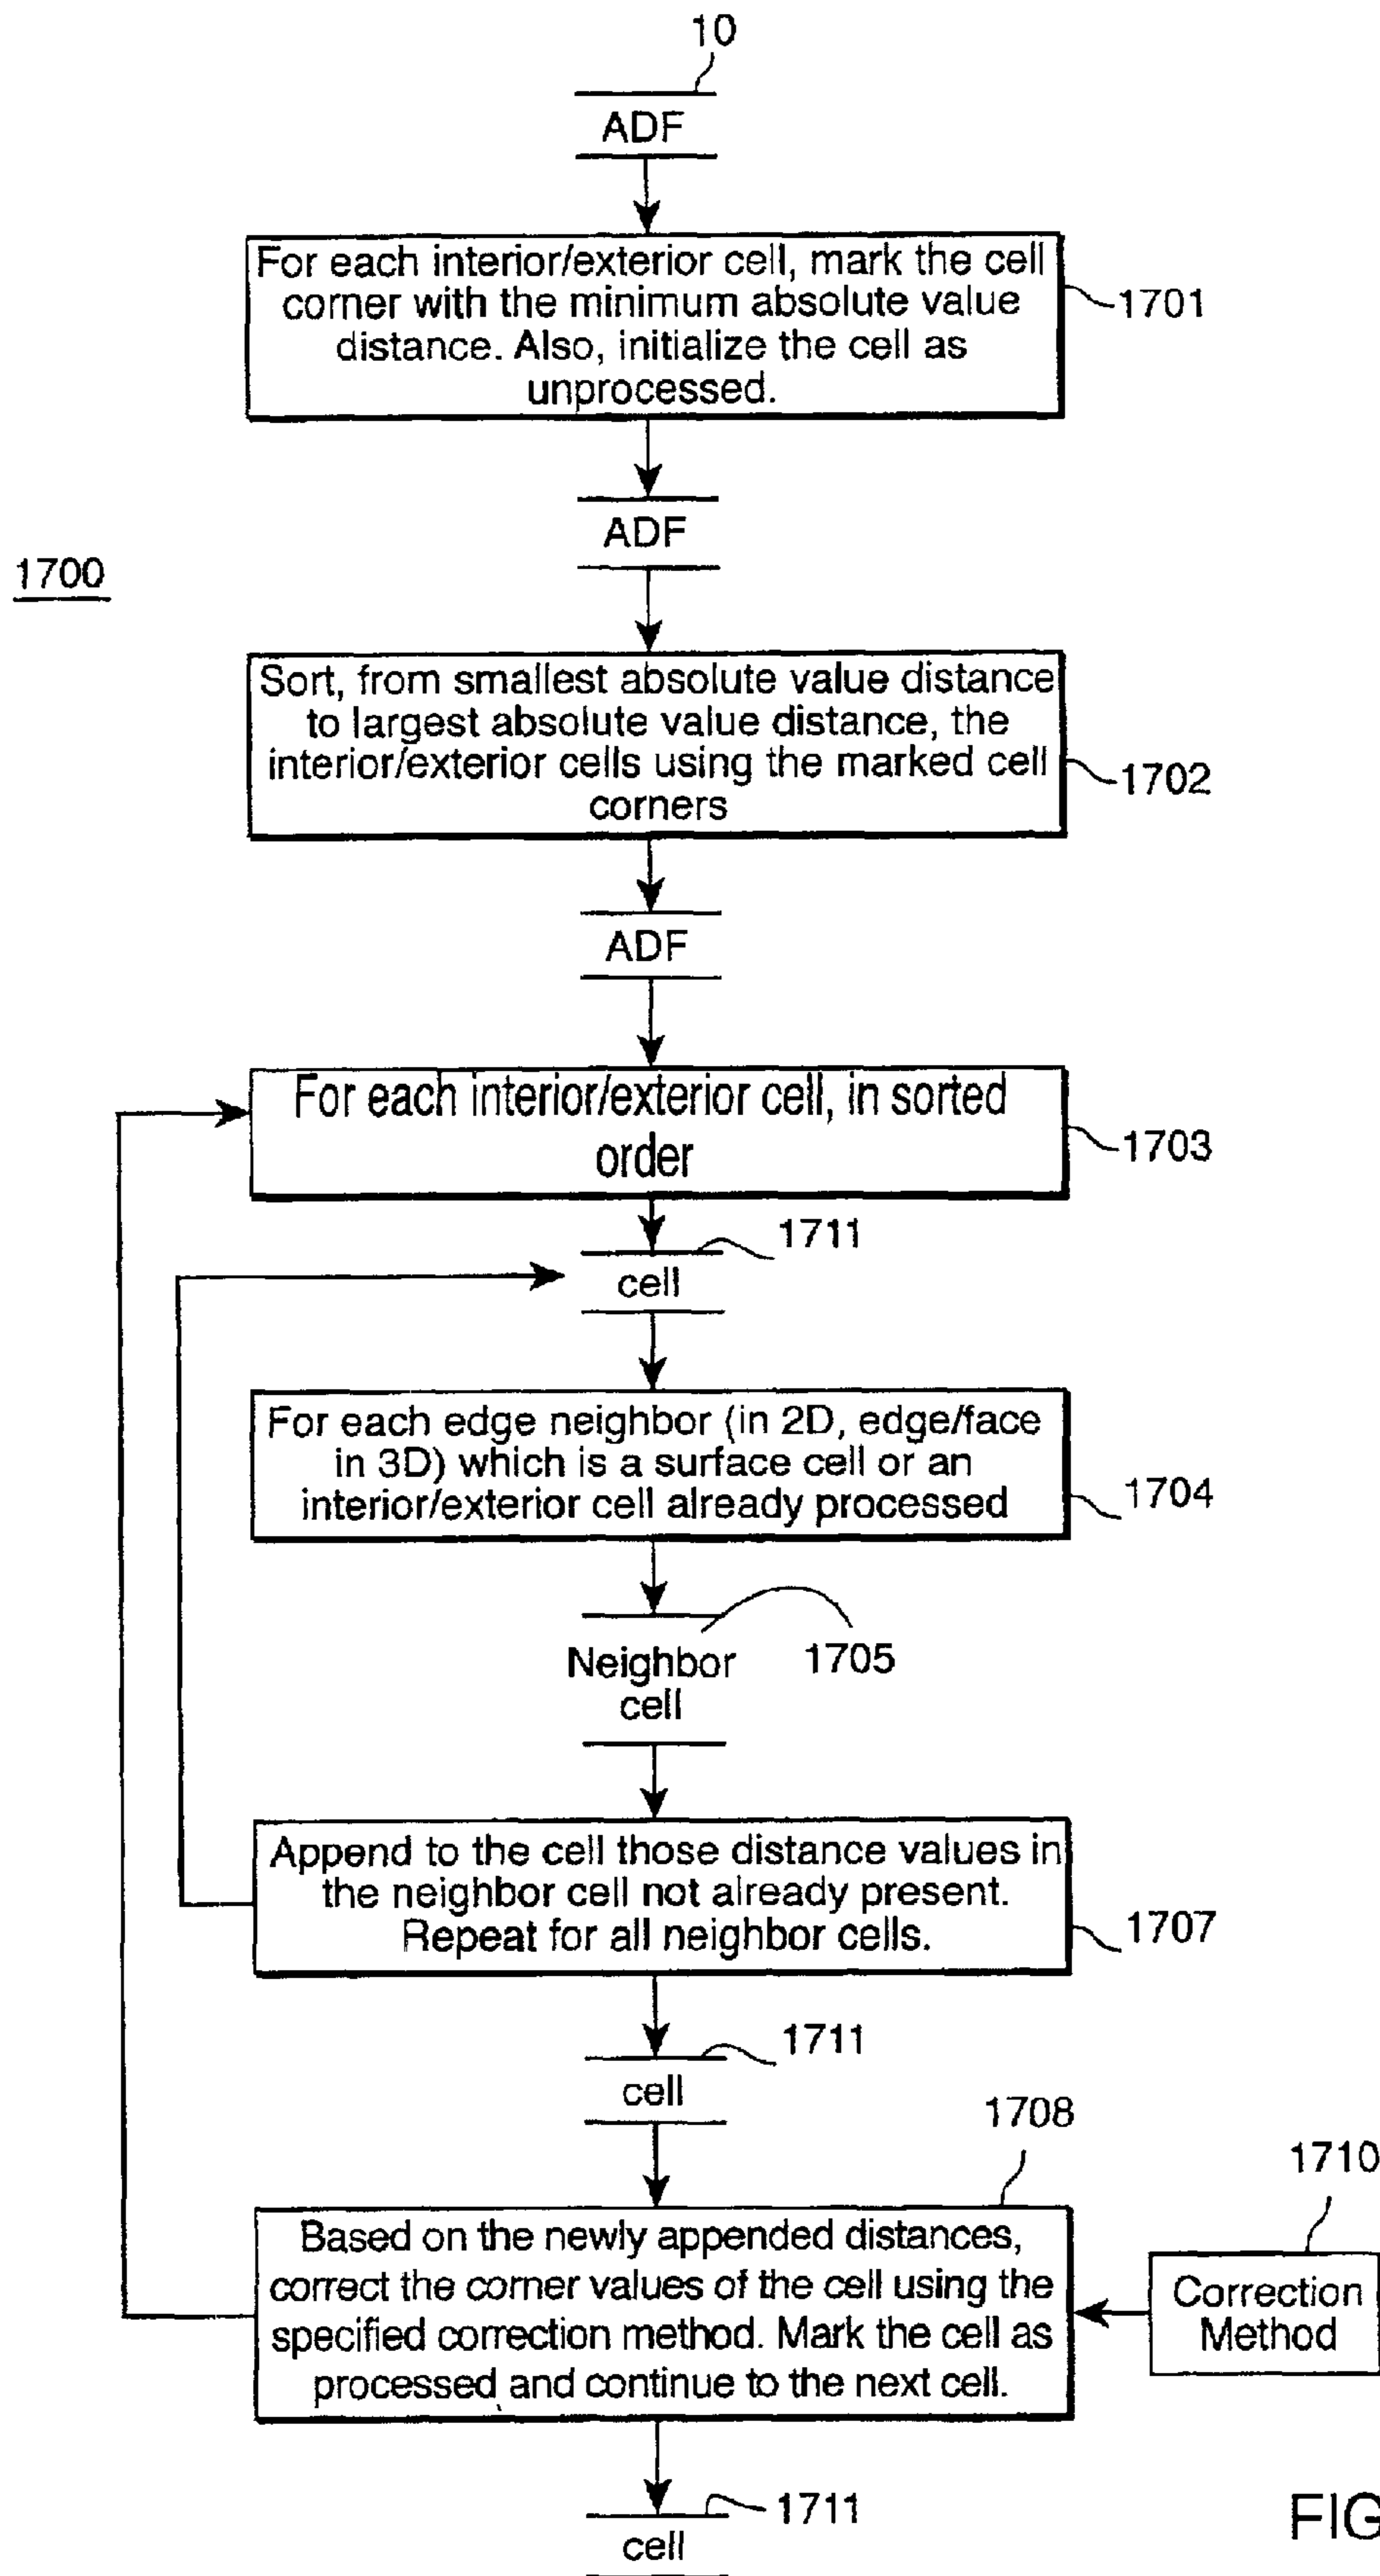 10
ADF
For each interior/exterior cell, mark the cell
corner with the minimum absolute value
distance. Also, initialize the cell as
unprocessed.
1701
ADF
1700
Sort, from smallest absolute value distance
to largest absolute value distance, the
interior/exterior cells using the marked cell
corners
1702
ADF
For each interior/exterior cell, in sorted
order
1703
1711
cell
For each edge neighbor (in 2D, edge/face
in 3D) which is a surface cell or an
interior/exterior cell already processed
1704
Neighbor
cell
1705
Append to the cell those distance values in
the neighbor cell not already present.
Repeat for all neighbor cells.
1707
1711
cell
1708
1710
Based on the newly appended distances,
correct the corner values of the cell using the
specified correction method. Mark the cell as
processed and continue to the next cell.
Correction
Method
1711
cell
FIG